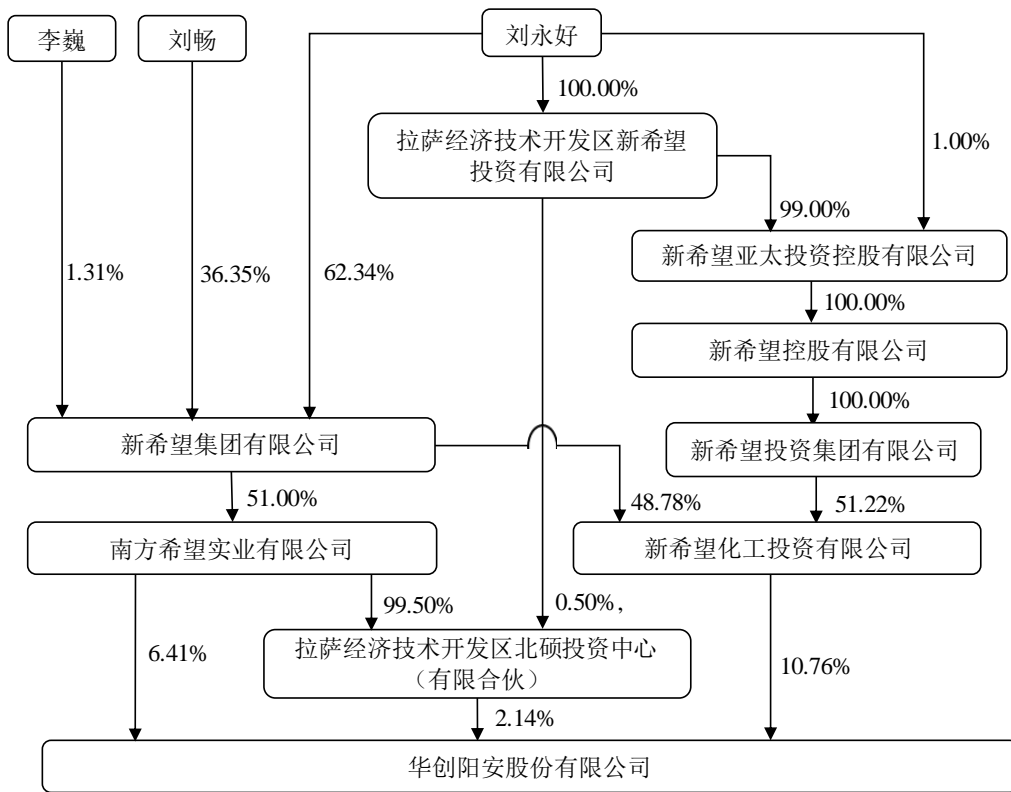 李巍
刘畅
刘永好
100.00%
拉萨经济技术开发区新希望
投资有限公司
1.00%
99.00%
新希望亚太投资控股有限公司
1.31%
36.35%
62.34%
100.00%
新希望控股有限公司
100.00%
新希望集团有限公司
新希望投资集团有限公司
51.00%
48.78%
51.22%
南方希望实业有限公司
新希望化工投资有限公司
99.50%
0.50%,
6.41%
拉萨经济技术开发区北硕投资中心
（有限合伙）
10.76%
2.14%
华创阳安股份有限公司